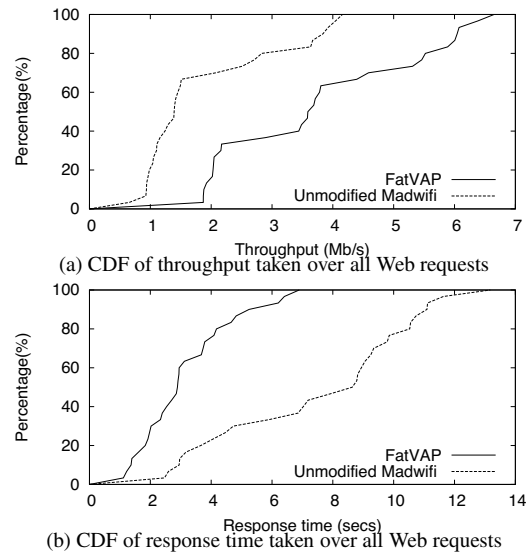 100
80
60
40
20
0
Percentage(%)
FatVAP
Unmodified Madwifi
0 1 2 3 4 5 6 7
Throughput (Mb/s)
(a) CDF of throughput taken over all Web requests
100
80
60
40
20
0
Percentage(%)
FatVAP
Unmodified Madwifi
0 2 4 6 8 10 12 14
Response time (secs)
(b) CDF of response time taken over all Web requests